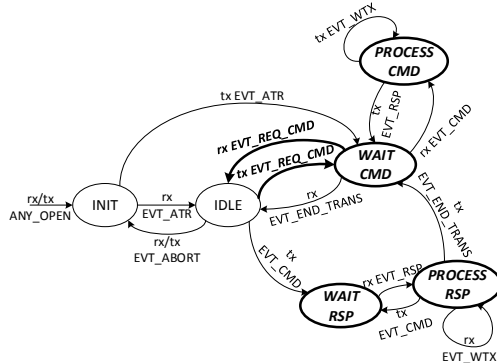 tx EVT_WTX
PROCESS
CMD
tx EVT_ATR
tx
EVT_RSP
rx EVT_CMD
rx EVT_REQ_CMD
tx EVT_REQ_CMD
WAIT
CMD
rx/tx
ANY_OPEN
INIT
rx
EVT_ATR
IDLE
rx
EVT_END_TRANS
rx/tx
EVT_ABORT
tx
EVT_END_TRANS
tx
EVT_CMD
WAIT
RSP
rx EVT_RSP
PROCESS
RSP
tx
EVT_CMD
rx
EVT_WTX